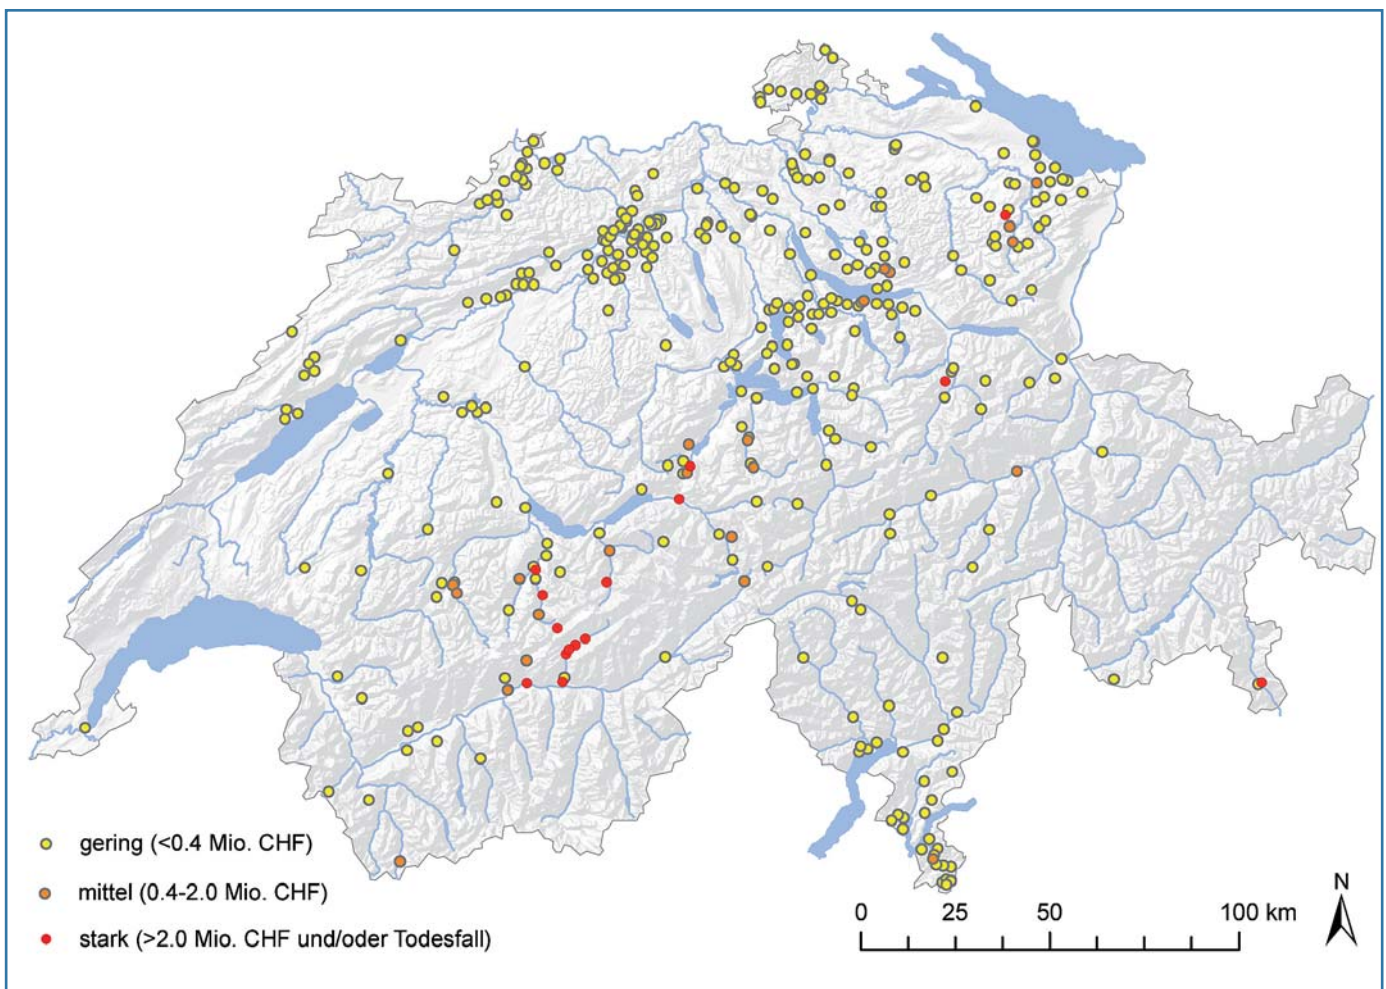 gering (<0.4 Mio. CHF)
mittel (0.4-2.0 Mio. CHF)
stark (>2.0 Mio. CHF und/oder Todesfall)
0 25 50 100 km
N